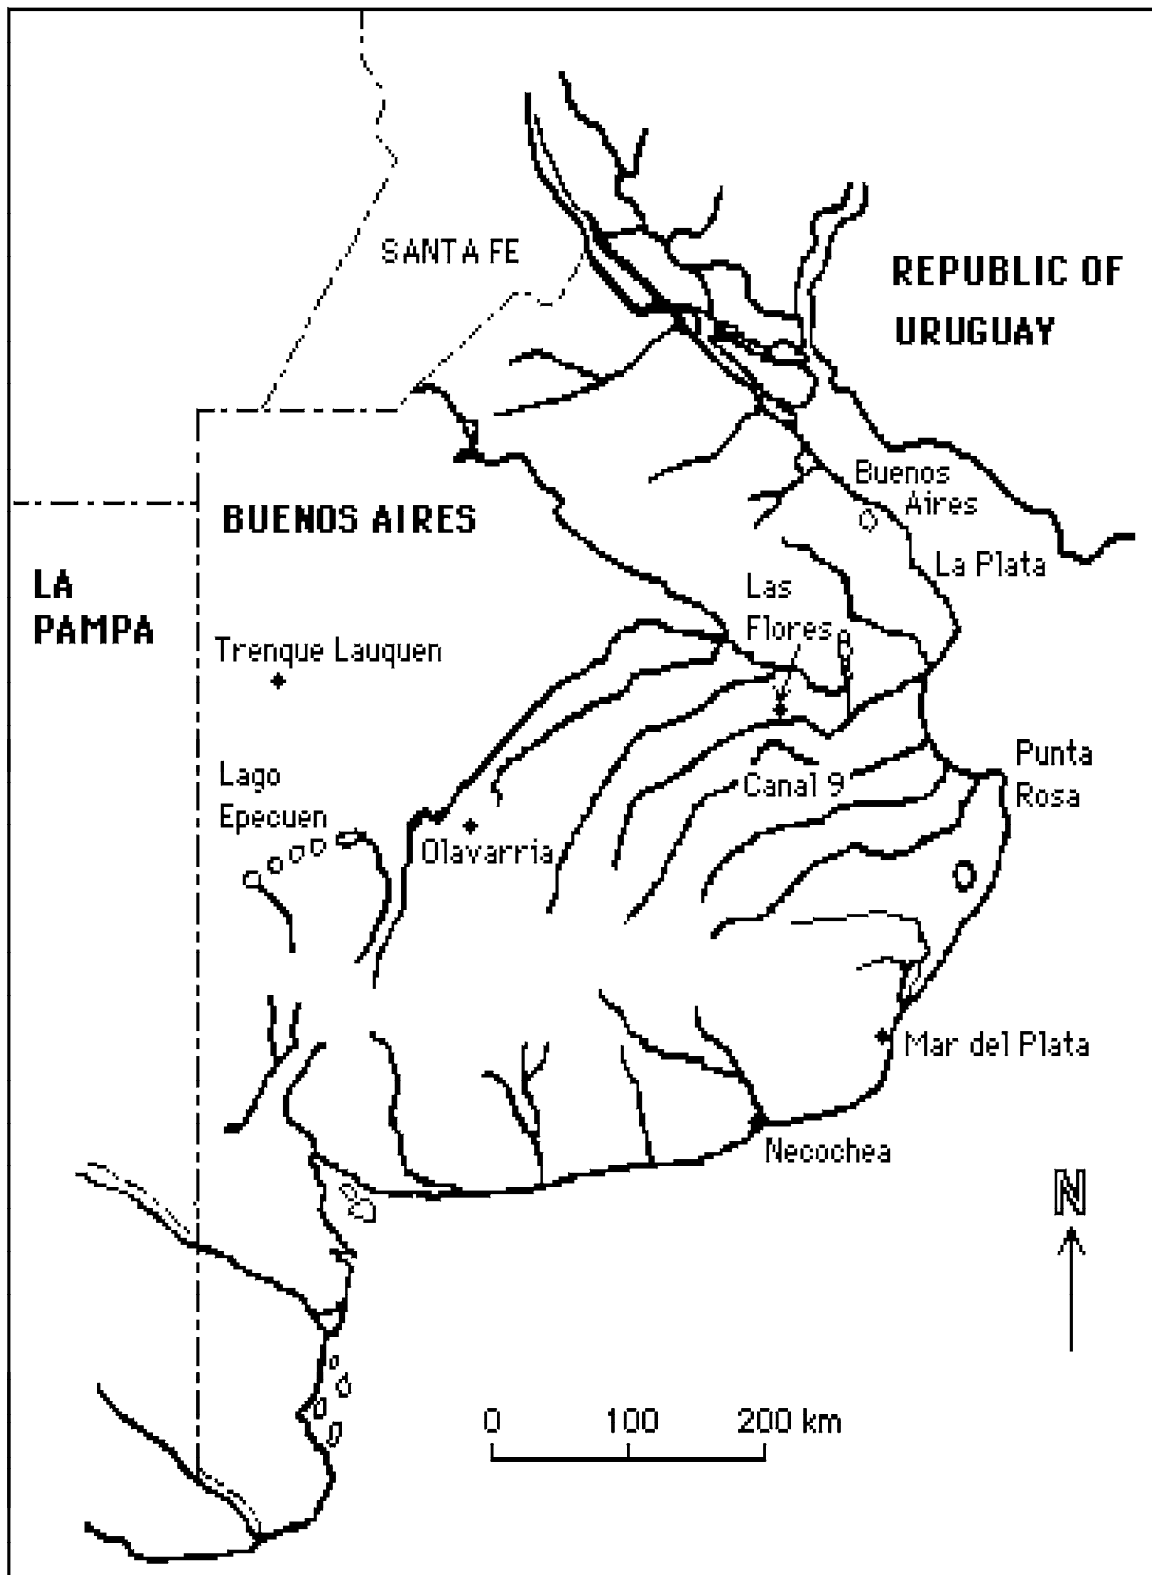 SANTA FE
REPUBLIC OF
URUGUAY
Buenos
Aires
BUENOS AIRES
La Plata
LA
PAMPA
Las
Flores
Trenque Lauquen
Punta
Rosa
Lago
Epecuen
Canal 9
Olavarria
Mar del Plata
Necochea
N
0 100 200 km